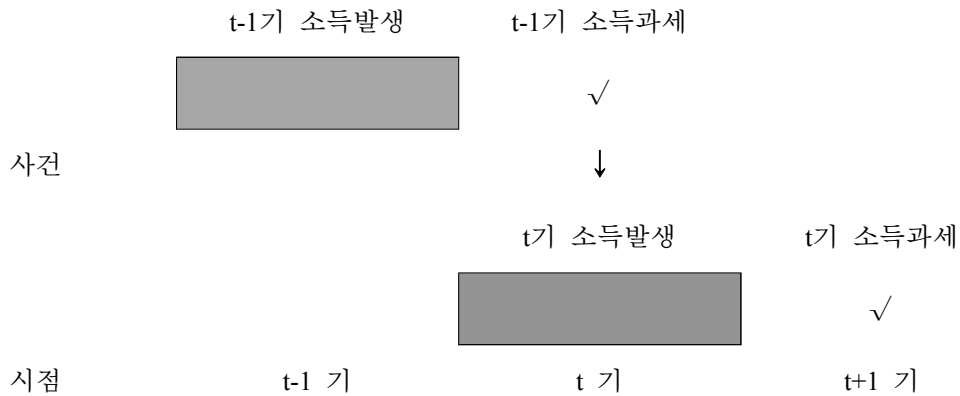 t-1기 소득발생 t-1기 소득과세
√
사건 ↓
t기 소득발생 t기 소득과세
√
시점 t-1 기 t 기 t+1 기